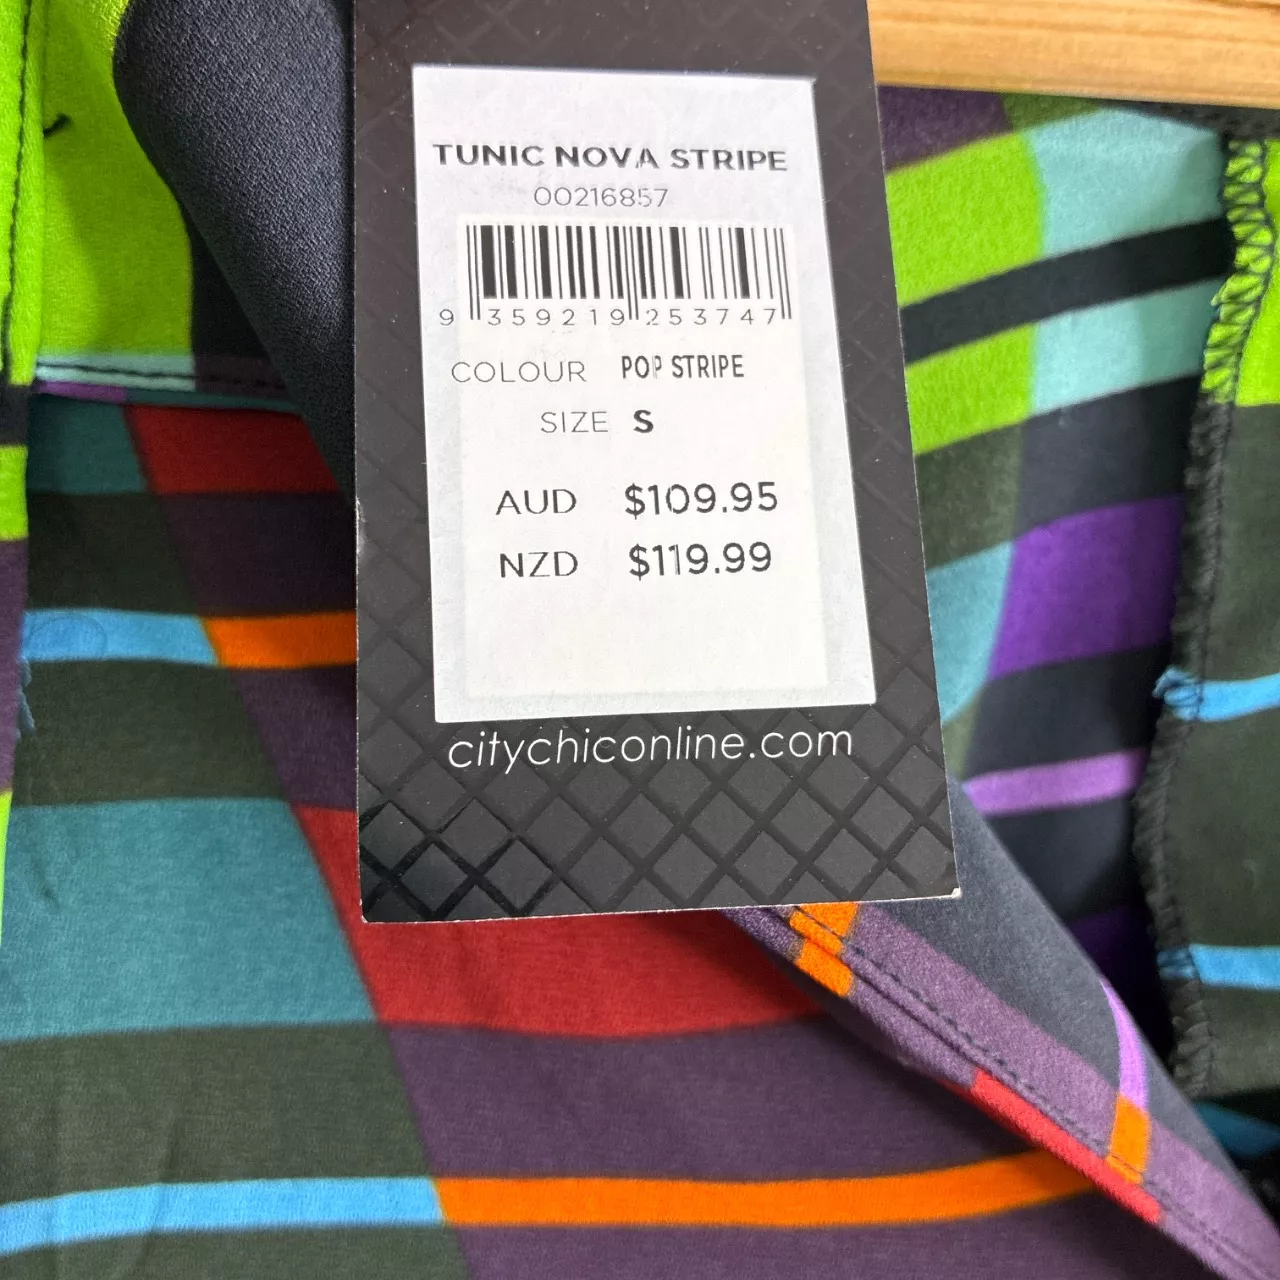 TUNIC NOVA STRIPE
00216857
9 359219 253747
COLOUR POP STRIPE
SIZE S
AUD $109.95
NZD $119.99
citychiconline.com